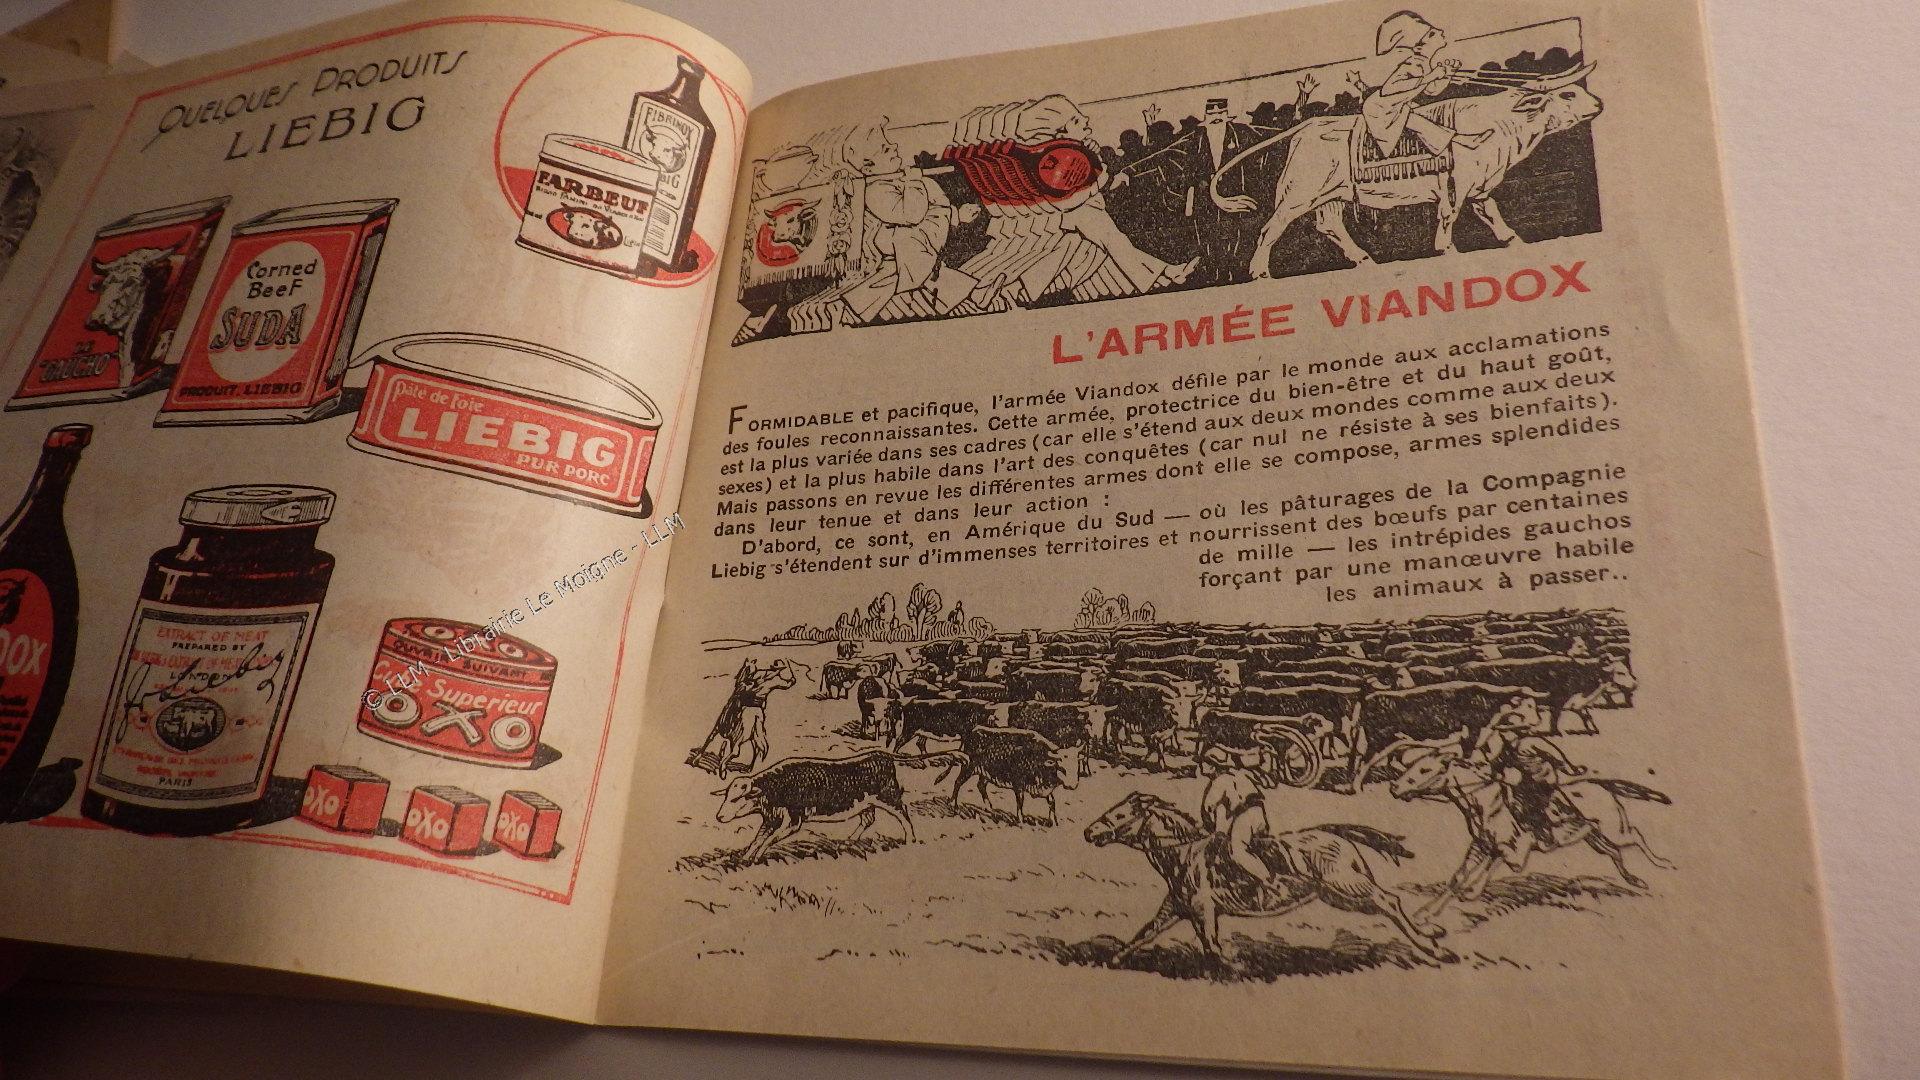 QUELQUES PRODUITS
LIEBIG
FIBRINOX
FARBEUF
LE
"GAUCHO"
Corned
Beef
SUDA
PRODUIT LIEBIG
pâté de foie
LIEBIG
PUR PORC
EXTRACT OF MEAT
PREPARED BY
LONDON
PARIS
OUVRIR SUIVANT
Superieur
OXO
OXO
OXO
OXO
© LLM - Librairie Le Moigne - LLM
L'ARMÉE VIANDOX
FORMIDABLE et pacifique, l'armée Viandox défile par le monde aux acclamations
des foules reconnaissantes. Cette armée, protectrice du bien-être et du haut goût,
est la plus variée dans ses cadres (car elle s'étend aux deux mondes comme aux deux
sexes) et la plus habile dans l'art des conquêtes (car nul ne résiste à ses bienfaits).
Mais passons en revue les différentes armes dont elle se compose, armes splendides
dans leur tenue et dans leur action :
D'abord, ce sont, en Amérique du Sud — où les pâturages de la Compagnie
Liebig s'étendent sur d'immenses territoires et nourrissent des bœufs par centaines
de mille — les intrépides gauchos
forçant par une manœuvre habile
les animaux à passer..